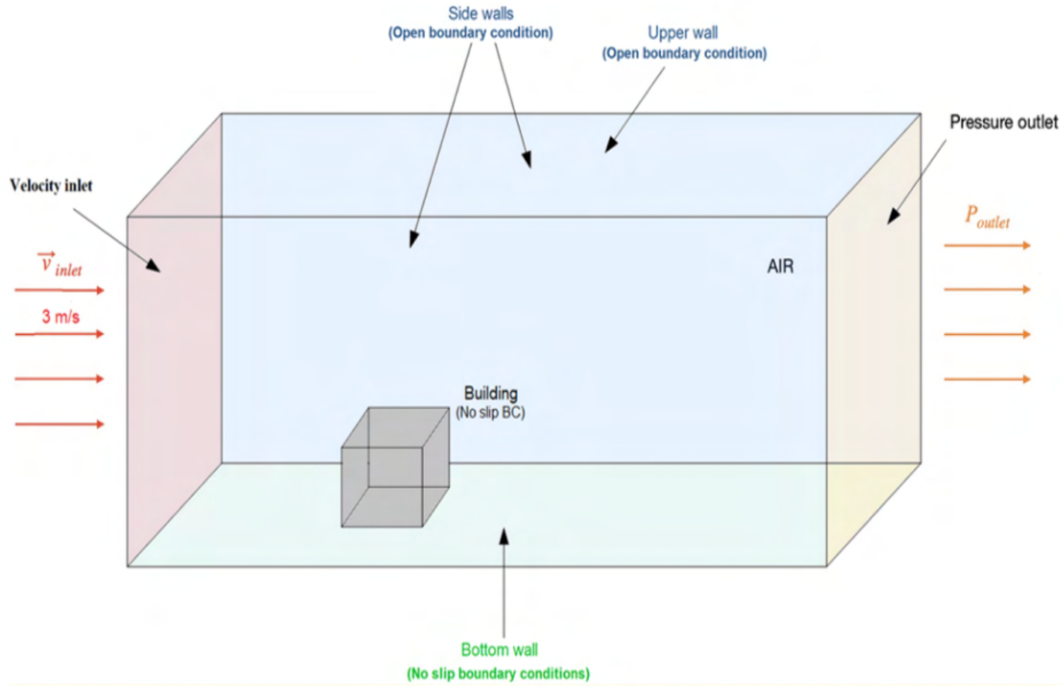 Side walls
(Open boundary condition)
Upper wall
(Open boundary condition)
Pressure outlet
Velocity inlet
P outlet
v inlet
AIR
3 m/s
Building
(No slip BC)
Bottom wall
(No slip boundary conditions)